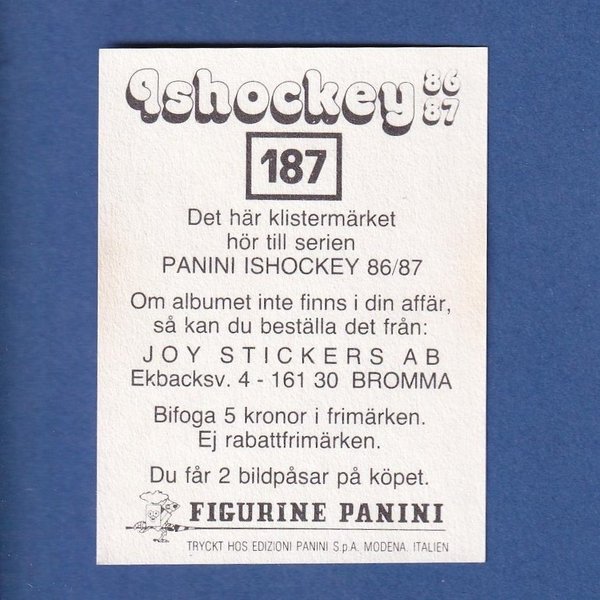 Ishockey 86
87
187
Det här klistermärket
hör till serien
PANINI ISHOCKEY 86/87
Om albumet inte finns i din affär,
så kan du beställa det från:
JOY STICKERS AB
Ekbacksv. 4 - 161 30 BROMMA
Bifoga 5 kronor i frimärken.
Ej rabattfrimärken.
Du får 2 bildpåsar på köpet.
FIGURINE PANINI
TRYCKT HOS EDIZIONI PANINI S.p.A. MODENA. ITALIEN